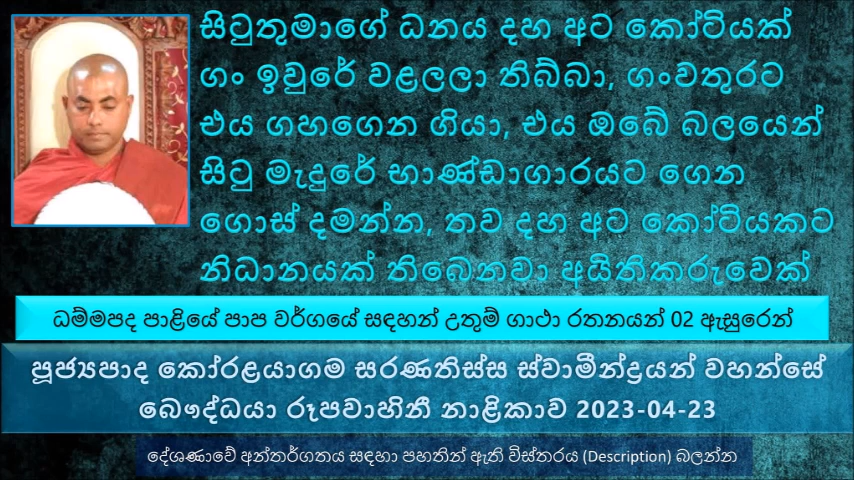 සිටුතුමාගේ ධනය දහ අට කෝටියක්
ගං ඉවුරේ වළලලා තිබ්බා, ගංවතුරට
එය ගහගෙන ගියා, එය ඔබේ බලයෙන්
සිටු මැදුරේ භාණ්ඩාගාරයට ගෙන
ගොස් දමන්න, තව දහ අට කෝටියකට
නිධානයක් තිබෙනවා අයිතිකරුවෙක්
ධම්මපද පාළියේ පාප වර්ගයේ සඳහන් උතුම් ගාථා රතනයන් 02 ඇසුරෙන්
පූජ්‍යපාද කෝරළයාගම සරණතිස්ස ස්වාමීන්ද්‍රයන් වහන්සේ
බෞද්ධයා රූපවාහිනී නාළිකාව 2023-04-23
දේශණාවේ අන්තර්ගතය සඳහා පහතින් ඇති විස්තරය (Description) බලන්න